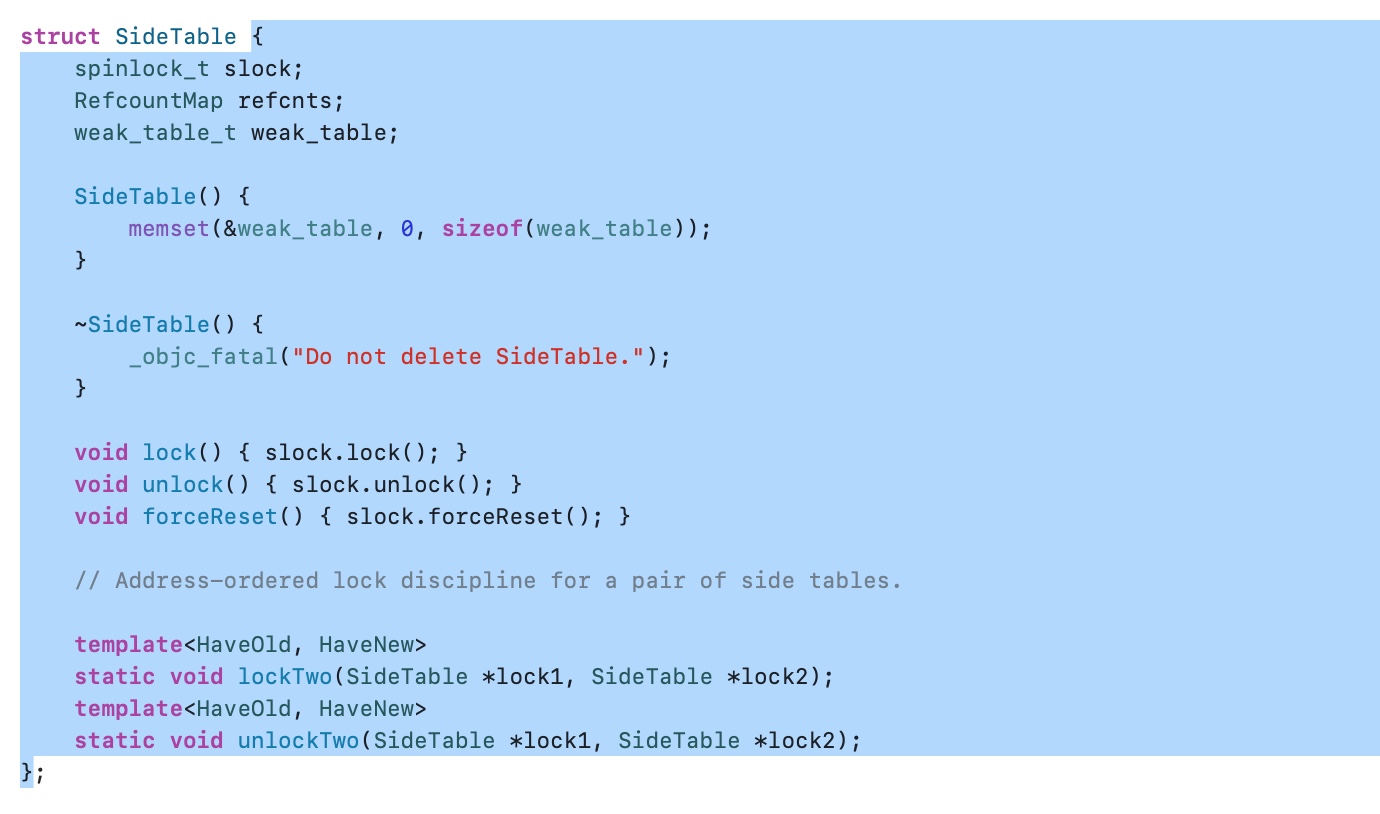 struct SideTable {
    spinlock_t slock;
    RefcountMap refcnts;
    weak_table_t weak_table;

    SideTable() {
        memset(&weak_table, 0, sizeof(weak_table));
    }

    ~SideTable() {
        _objc_fatal("Do not delete SideTable.");
    }

    void lock() { slock.lock(); }
    void unlock() { slock.unlock(); }
    void forceReset() { slock.forceReset(); }

    // Address-ordered lock discipline for a pair of side tables.

    template<HaveOld, HaveNew>
    static void lockTwo(SideTable *lock1, SideTable *lock2);
    template<HaveOld, HaveNew>
    static void unlockTwo(SideTable *lock1, SideTable *lock2);
};